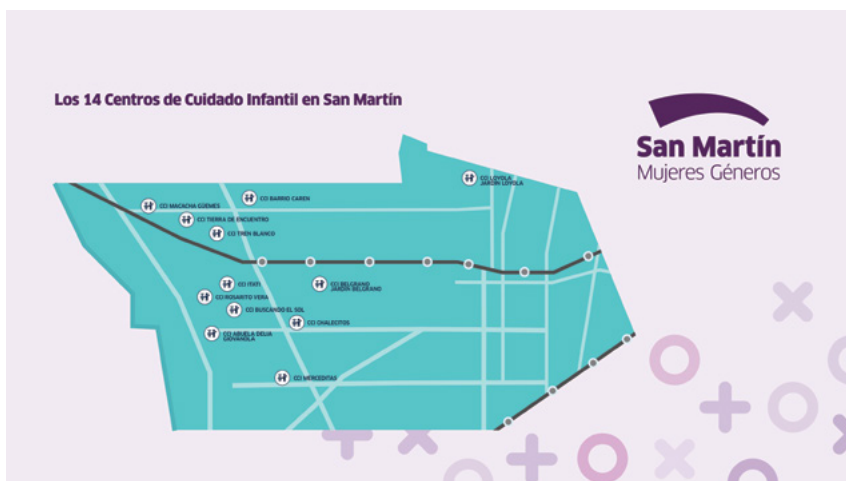 Los 14 Centros de Cuidado Infantil en San Martín
San Martín
Mujeres Géneros
CCI LOYOLA
JARDÍN LOYOLA
CCI BARRIO CAREN
CCI MACACHA GÜEMES
CCI TIERRA DE ENCUENTRO
CCI TREN BLANCO
CCI ITATI
CCI BELGRANO
JARDÍN BELGRANO
CCI ROSARITO VERA
CCI BUSCANDO EL SOL
CCI CHALECITOS
CCI ABUELA DELIA
GIOVANOLA
CCI MERCEDITAS